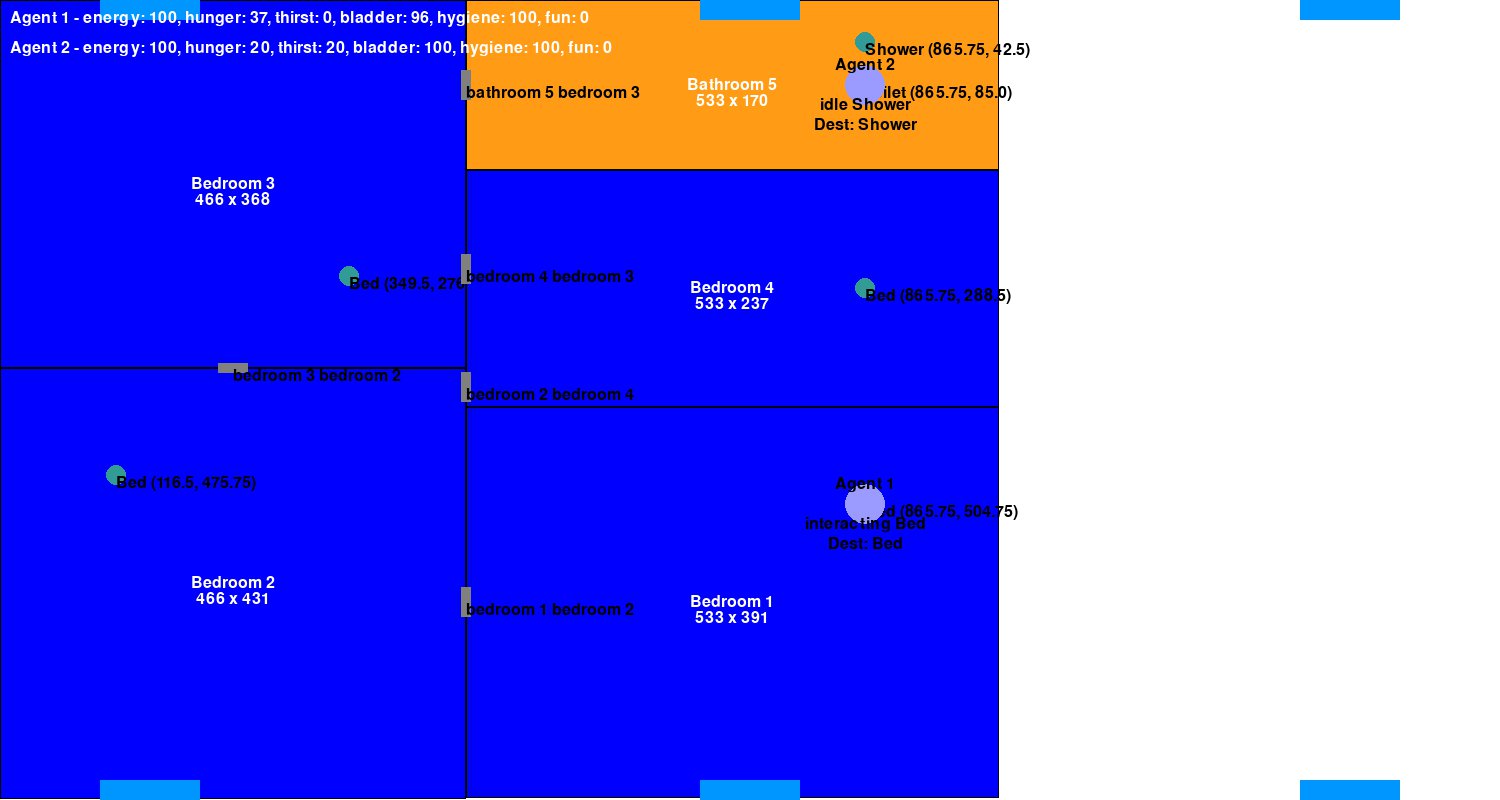 Agent 1 - energy: 100, hunger: 37, thirst: 0, bladder: 96, hygiene: 100, fun: 0
Agent 2 - energy: 100, hunger: 20, thirst: 20, bladder: 100, hygiene: 100, fun: 0
Shower (865.75, 42.5)
Agent 2
Bathroom 5
533 x 170
bathroom 5 bedroom 3
ilet (865.75, 85.0)
idle Shower
Dest: Shower
Bedroom 3
466 x 368
Bed (349.5, 276
bedroom 4 bedroom 3
Bedroom 4
533 x 237
Bed (865.75, 288.5)
bedroom 3 bedroom 2
bedroom 2 bedroom 4
Bed (116.5, 475.75)
Agent 1
ed (865.75, 504.75)
interacting Bed
Dest: Bed
Bedroom 2
466 x 431
bedroom 1 bedroom 2
Bedroom 1
533 x 391